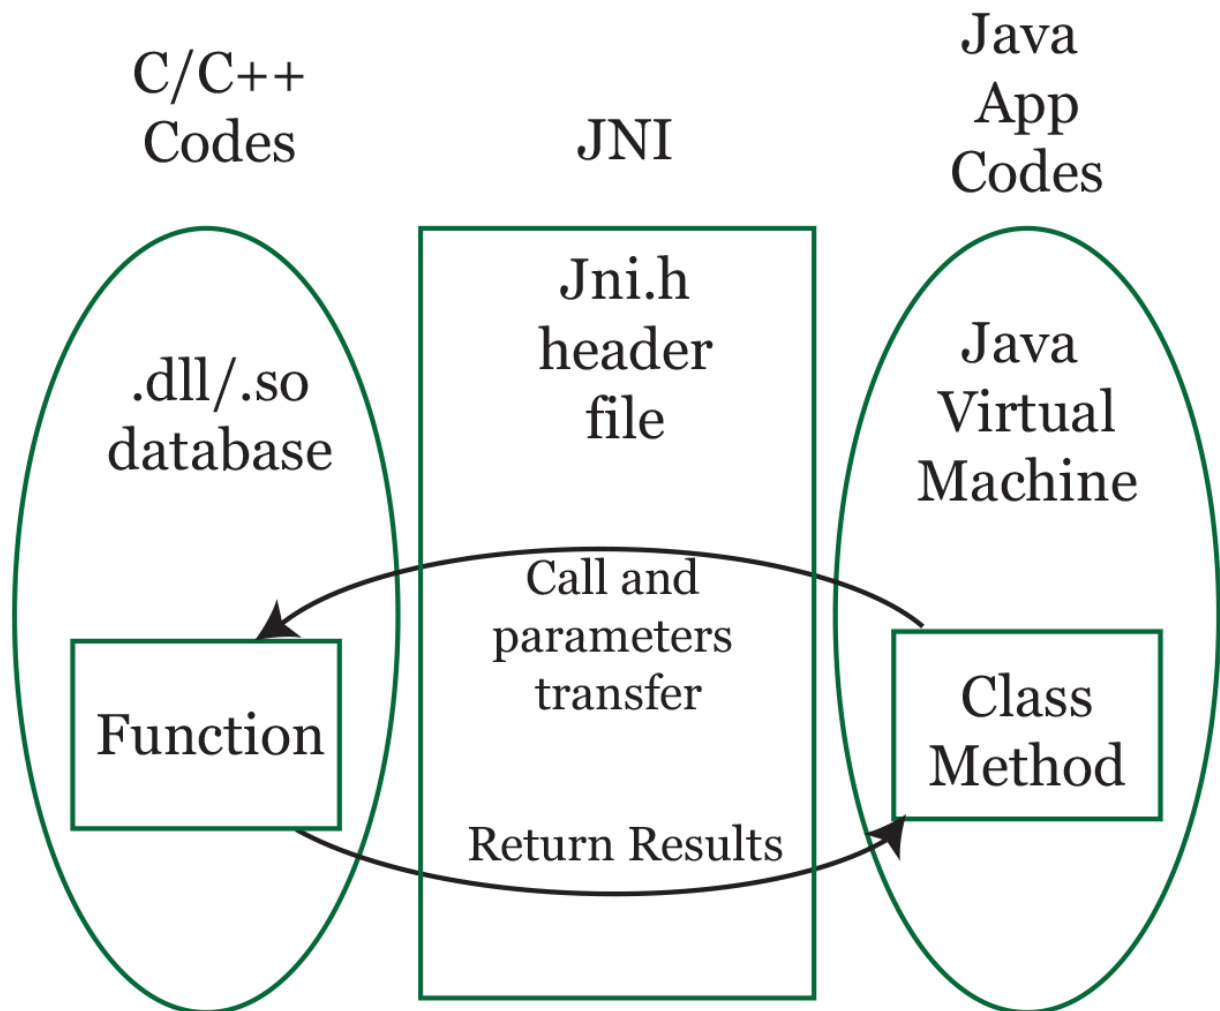 C/C++
Codes
JNI
Java
App
Codes
.dll/.so
database
Jni.h
header
file
Java
Virtual
Machine
Call and
parameters
transfer
Function
Class
Method
Return Results